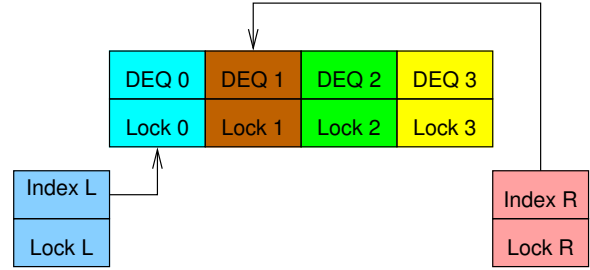 DEQ 0 DEQ 1 DEQ 2 DEQ 3
Lock 0 Lock 1 Lock 2 Lock 3
Index L Index R
Lock L Lock R